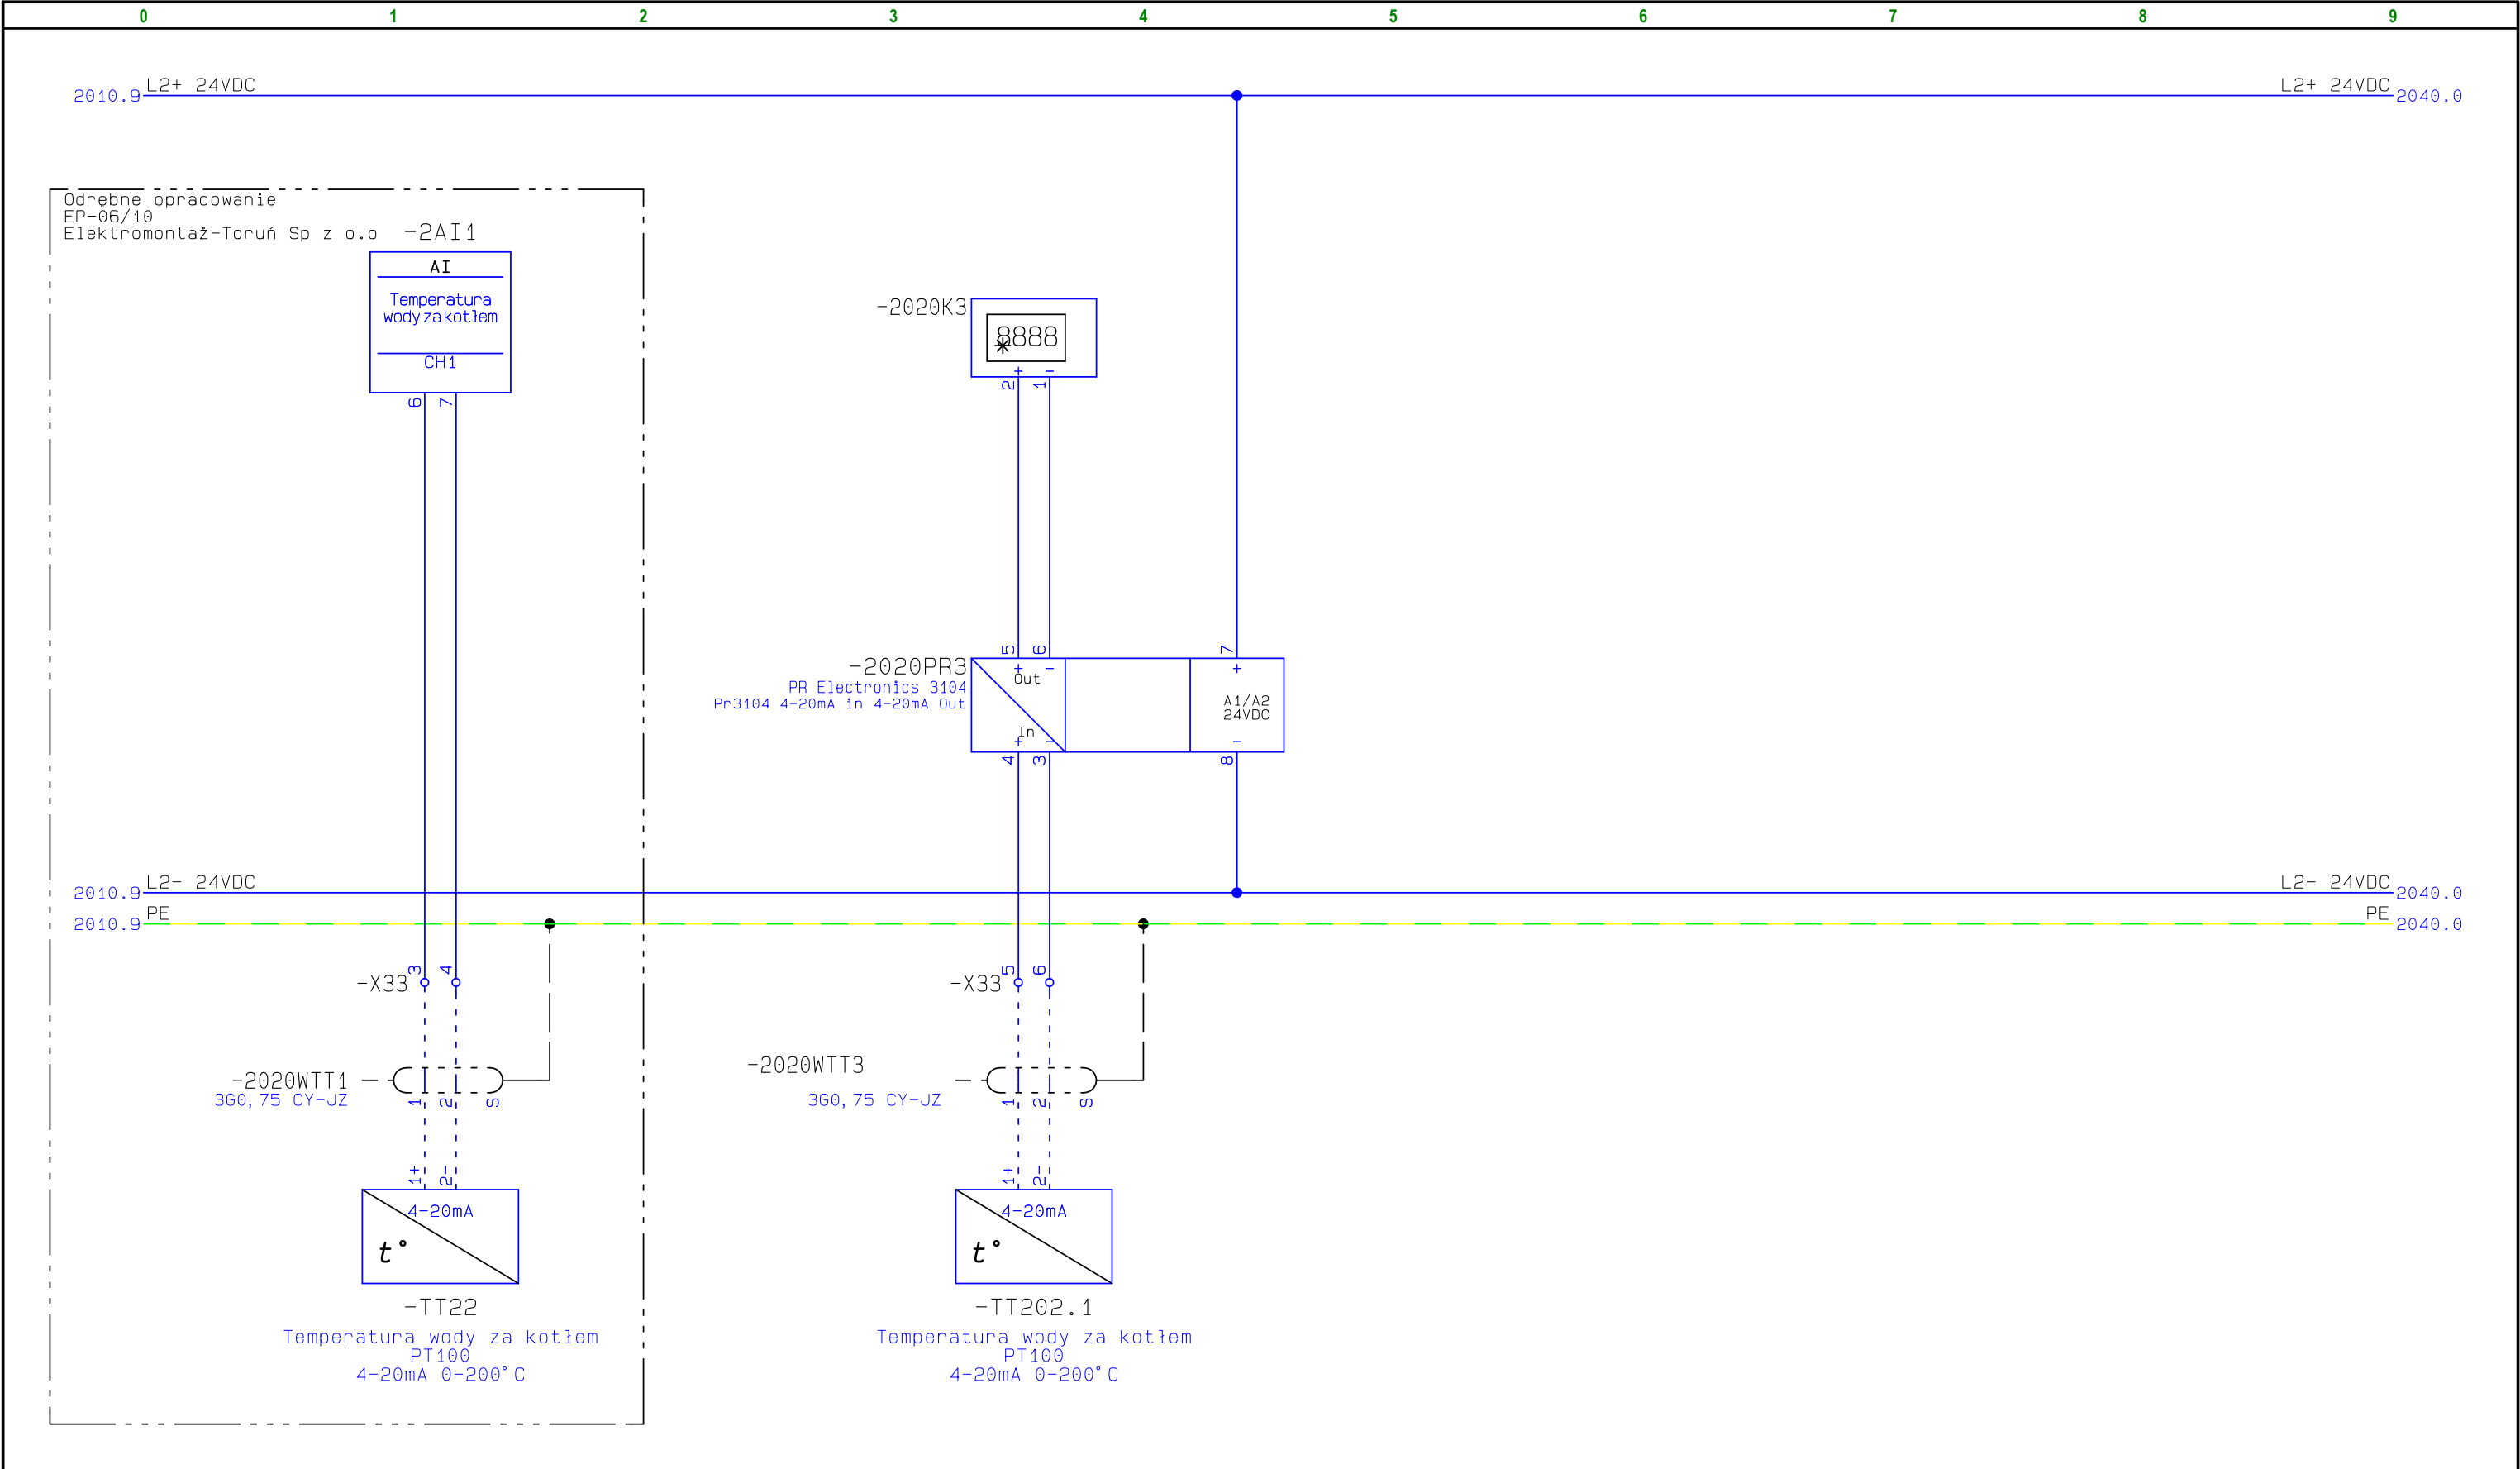 0 1 2 3 4 5 6 7 8 9
L2+ 24VDC
2010.9
L2+ 24VDC
2040.0
Odrębne opracowanie
EP-06/10
Elektromontaż-Toruń Sp z o.o
-2AI1
AI
Temperatura
wody za kotłem
CH1
6 7
-2020K3
8888
+ -
2 1
5 6 7
-2020PR3
PR Electronics 3104
Pr3104 4-20mA in 4-20mA Out
+ -
Out
In
+ -
+
A1/A2
24VDC
-
4 3 8
L2- 24VDC
2010.9
L2- 24VDC
2040.0
PE
2010.9
PE
2040.0
-X33
3 4
-X33
5 6
-2020WTT1
3G0,75 CY-JZ
1 2 S
-2020WTT3
3G0,75 CY-JZ
1 2 S
1+ 2-
4-20mA
t°
-TT22
Temperatura wody za kotłem
PT100
4-20mA 0-200°C
1+ 2-
4-20mA
t°
-TT202.1
Temperatura wody za kotłem
PT100
4-20mA 0-200°C